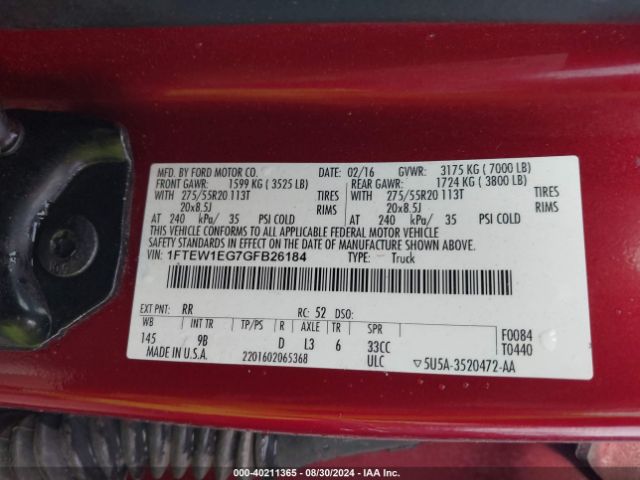 MFD. BY FORD MOTOR CO. DATE: 02/16 GVWR: 3175 KG ( 7000 LB)
FRONT GAWR: 1599 KG ( 3525 LB) REAR GAWR: 1724 KG ( 3800 LB)
WITH 275/55R20 113T TIRES WITH 275/55R20 113T TIRES
20x8.5J RIMS 20x8.5J RIMS
AT 240 kPa/ 35 PSI COLD AT 240 kPa/ 35 PSI COLD
THIS VEHICLE CONFORMS TO ALL APPLICABLE FEDERAL MOTOR VEHICLE
SAFETY STANDARDS IN EFFECT ON THE DATE OF MANUFACTURE SHOWN ABOVE.
VIN: 1FTEW1EG7GFB26184 TYPE: Truck
EXT PNT: RR RC: 52 DSO:
WB INT TR TP/PS R AXLE TR SPR F0084
145 9B D L3 6 33CC T0440
MADE IN U.S.A. 2201602065368 ULC ▽5U5A-3520472-AA
000-40211365 • 08/30/2024 • IAA Inc.